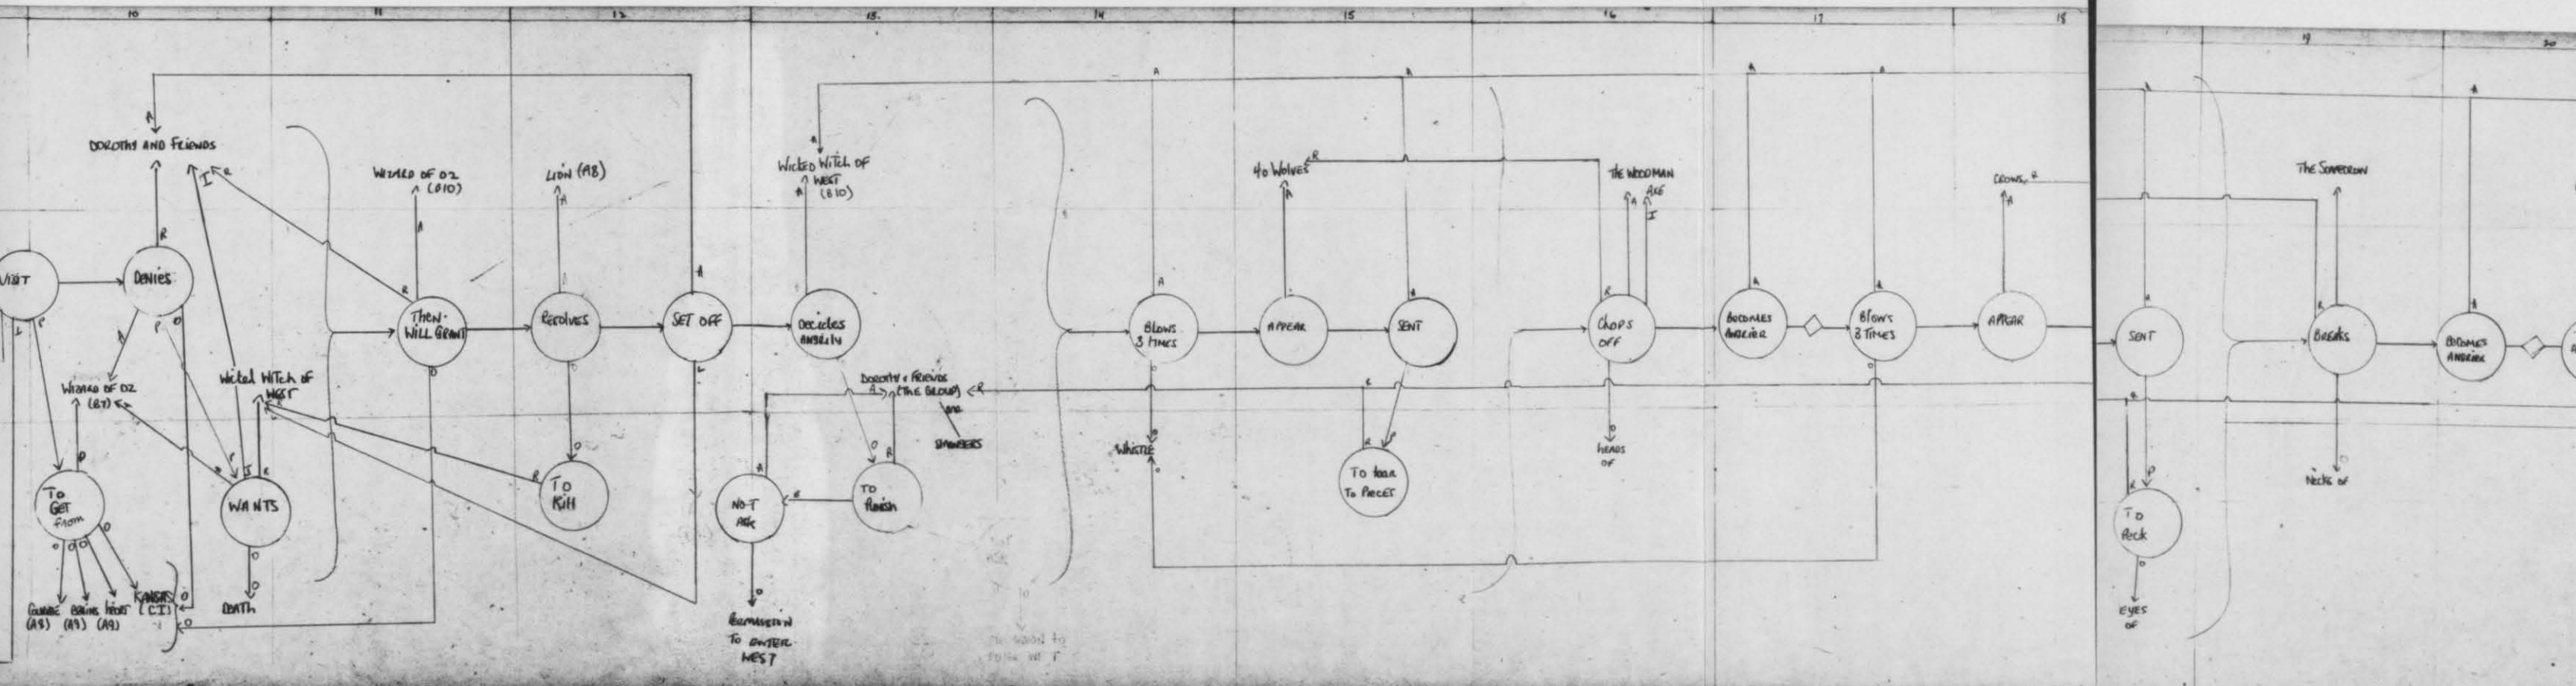 10
11
12
13
14
15
16
17
18
19
20
DOROTHY AND FRIENDS
VISIT
DENIES
WIZARD OF OZ
(B7)
Wicked WITCH OF
WEST
TO
GET
from
WANTS
COURAGE BRAINS HEART KANSAS
(A8) (A9) (A9) (C1)
DEATH
WIZARD OF OZ
(B10)
THEN
WILL GRANT
LION (A8)
RESOLVES
TO
Kill
SET OFF
WICKED WITCH OF
WEST
(B10)
Decides
ANGRILY
DOROTHY & FRIENDS
(THE GROUP)
TO
Punish
NOT
ASK
PERMISSION
TO ENTER
WEST
BLOWS
3 TIMES
WHISTLE
40 WOLVES
APPEAR
SENT
TO tear
TO PIECES
THE WOODMAN
AXE
CHOPS
OFF
HEADS
OF
BECOMES
ANGRIER
BLOWS
3 TIMES
CROWS
APPEAR
SENT
TO
Peck
EYES
OF
THE SCARECROW
BREAKS
Necks OF
BECOMES
ANGRIER